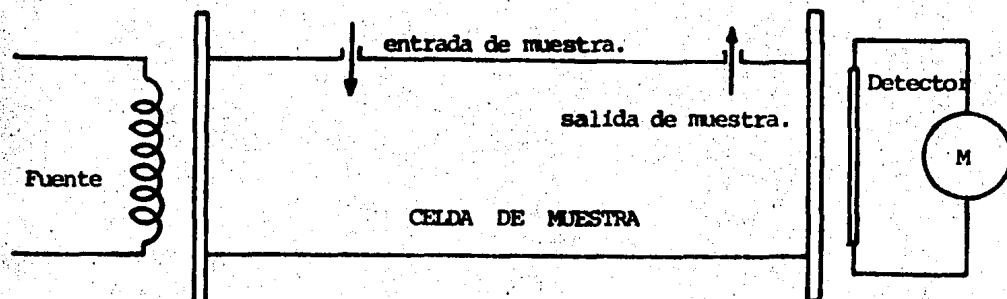 entrada de muestra.
Detector
salida de muestra.
M
Fuente
CELDA DE MUESTRA